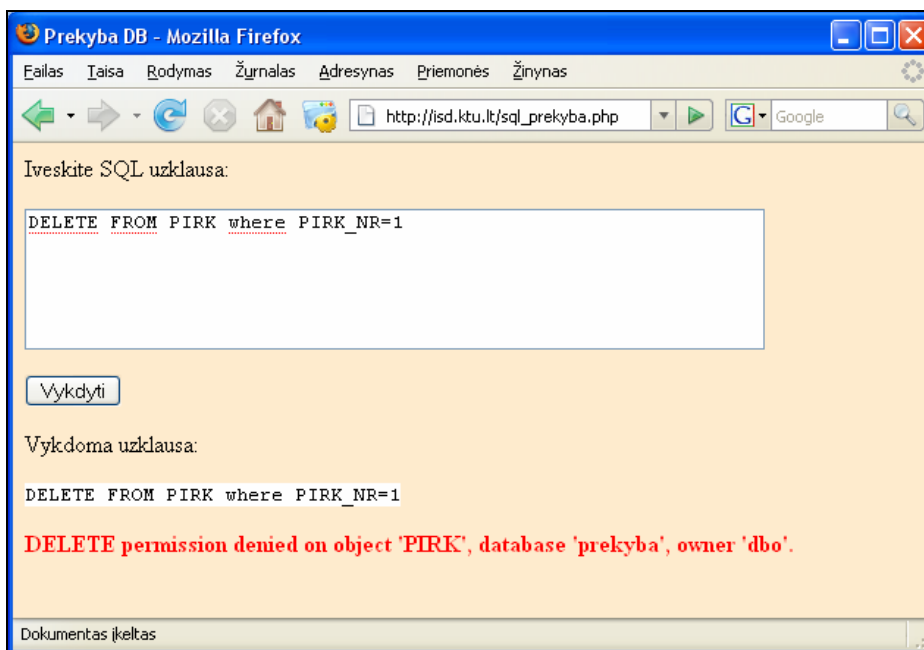 Prekyba DB - Mozilla Firefox
Failas Taisa Rodymas Žurnalas Adresynas Priemonės Žinynas
http://isd.ktu.lt/sql_prekyba.php G Google
Iveskite SQL uzklausa:
DELETE FROM PIRK where PIRK_NR=1
Vykdyti
Vykdoma uzklausa:
DELETE FROM PIRK where PIRK_NR=1
DELETE permission denied on object 'PIRK', database 'prekyba', owner 'dbo'.
Dokumentas įkeltas